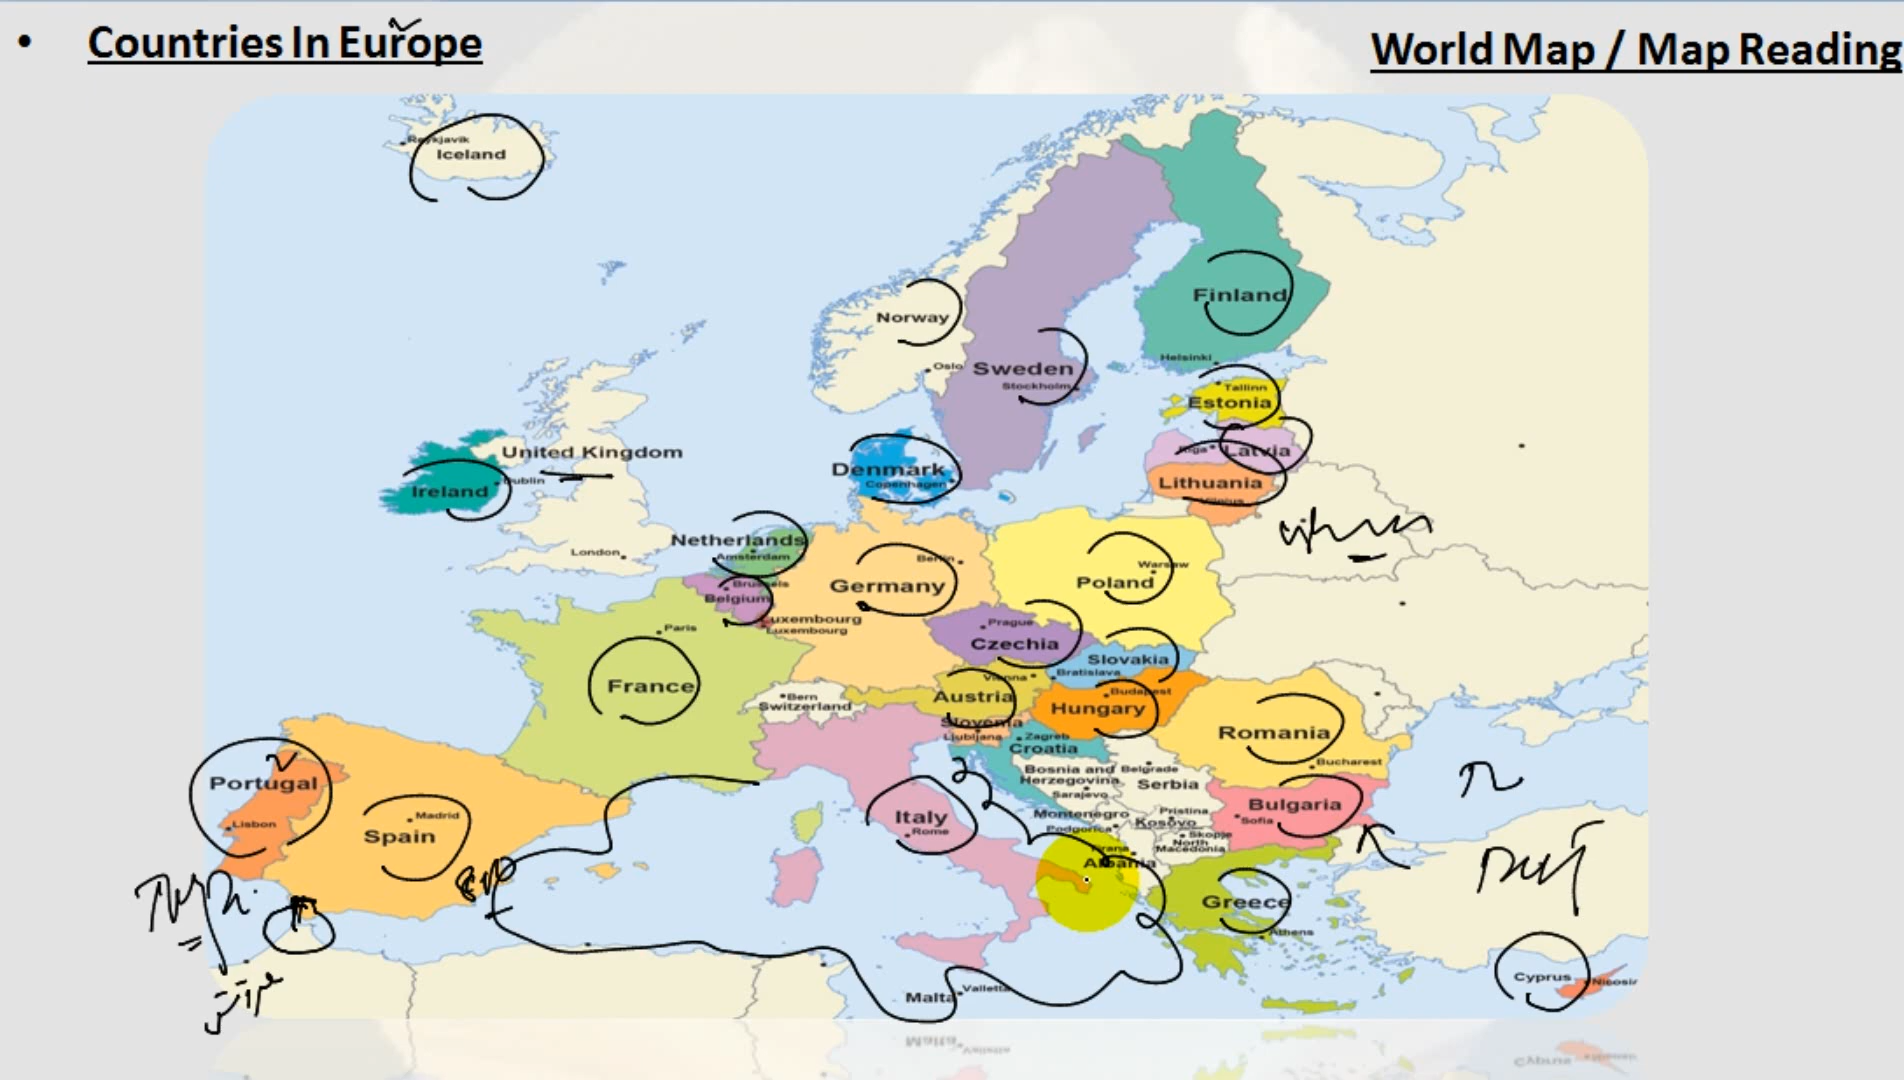 • Countries In Europe
World Map / Map Reading
Reykjavik
Iceland
Finland
Norway
Oslo
Sweden
Stockholm
Helsinki
Tallinn
Estonia
Riga
Latvia
Lithuania
Vilnius
United Kingdom
Dublin
Ireland
London
Denmark
Copenhagen
Netherlands
Amsterdam
Brussels
Belgium
Luxembourg
Luxembourg
Berlin
Germany
Warsaw
Poland
Prague
Czechia
Slovakia
Bratislava
Vienna
Austria
Budapest
Hungary
Paris
France
Bern
Switzerland
Slovenia
Ljubljana
Zagreb
Croatia
Romania
Bucharest
Bosnia and
Herzegovina
Sarajevo
Belgrade
Serbia
Montenegro
Podgorica
Pristina
Kosovo
Skopje
North
Macedonia
Bulgaria
Sofia
Tirana
Albania
Portugal
Lisbon
Madrid
Spain
Italy
Rome
Greece
Athens
Malta
Valletta
Cyprus
Nicosia